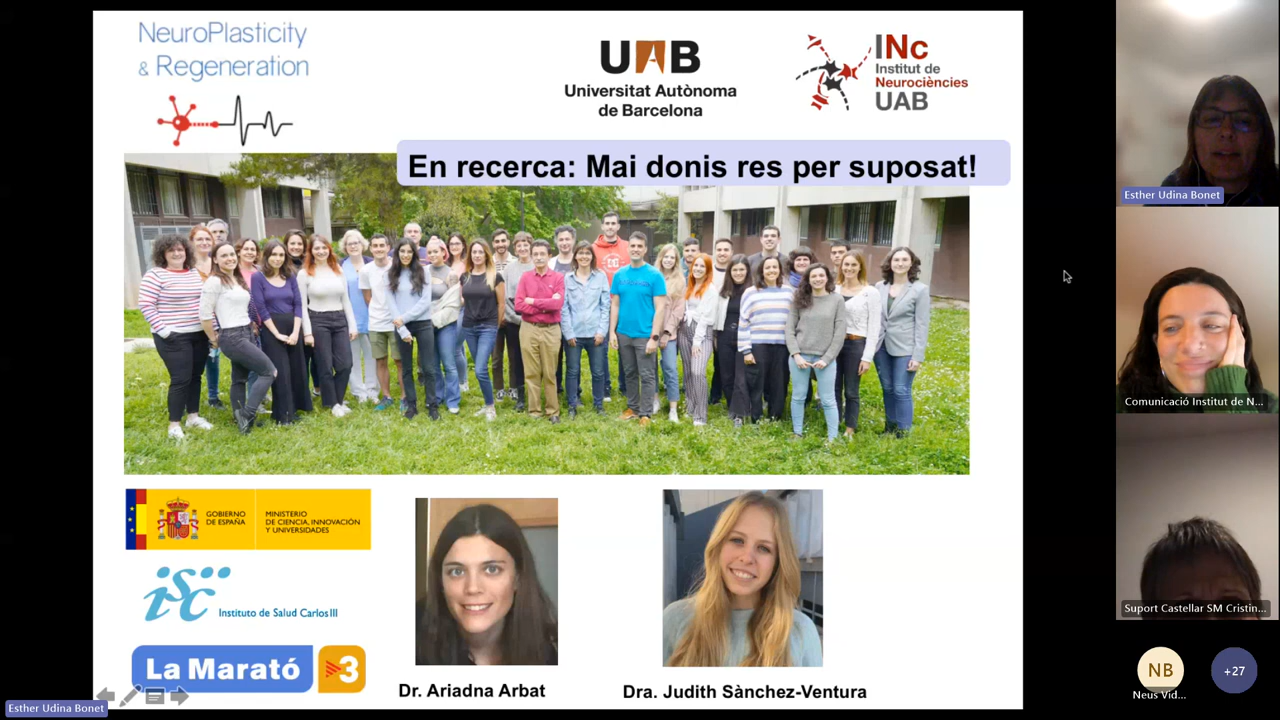 NeuroPlasticity
& Regeneration
UAB
Universitat Autònoma
de Barcelona
INc
Institut de
Neurociències
UAB
En recerca: Mai donis res per suposat!
GOBIERNO
DE ESPAÑA
MINISTERIO
DE CIENCIA, INNOVACIÓN
Y UNIVERSIDADES
isc
Instituto de Salud Carlos III
La Marató 3
Dr. Ariadna Arbat
Dra. Judith Sànchez-Ventura
Esther Udina Bonet
Esther Udina Bonet
Comunicació Institut de N...
Suport Castellar SM Cristin...
NB
Neus Vid...
+27